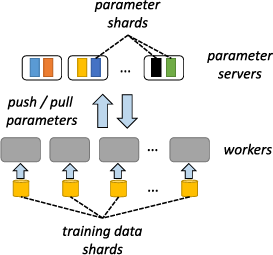 parameter
shards
...
parameter
servers
push / pull
parameters
...
workers
...
training data
shards